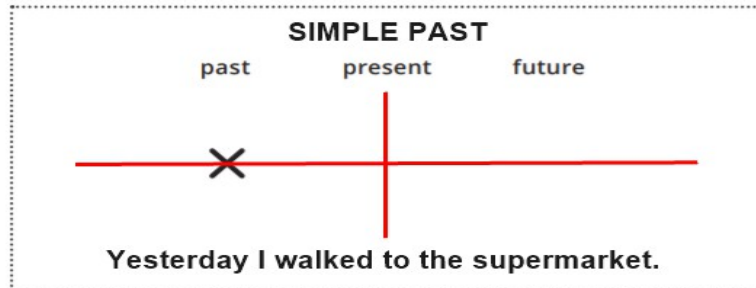 SIMPLE PAST
past present future
Yesterday I walked to the supermarket.